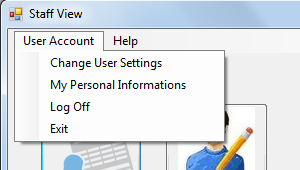 Staff View
User Account Help
Change User Settings
My Personal Informations
Log Off
Exit